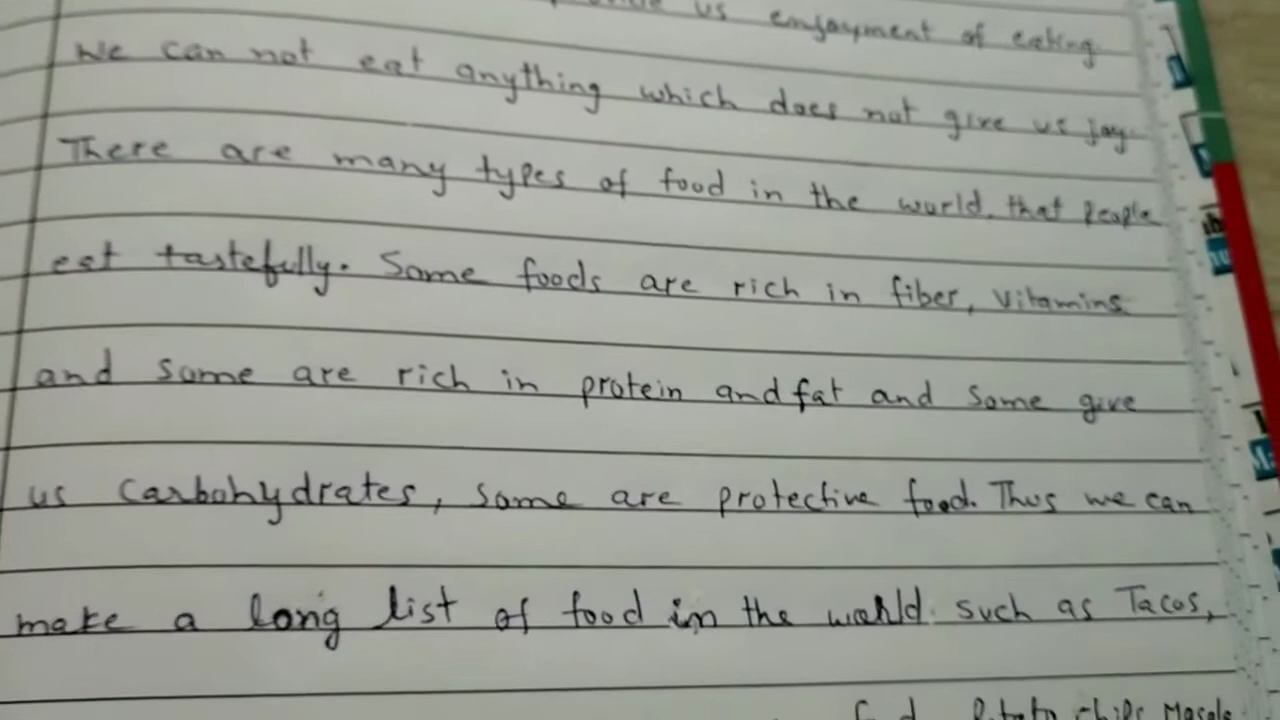 us enjoyment of eating
We can not eat anything which does not give us joy.
There are many types of food in the world. that People
eat tastefully. Some foods are rich in fiber, vitamins
and some are rich in protein and fat and some give
us carbohydrates, some are protective food. Thus we can
make a long list of food in the world. such as Tacos,
chips Masala